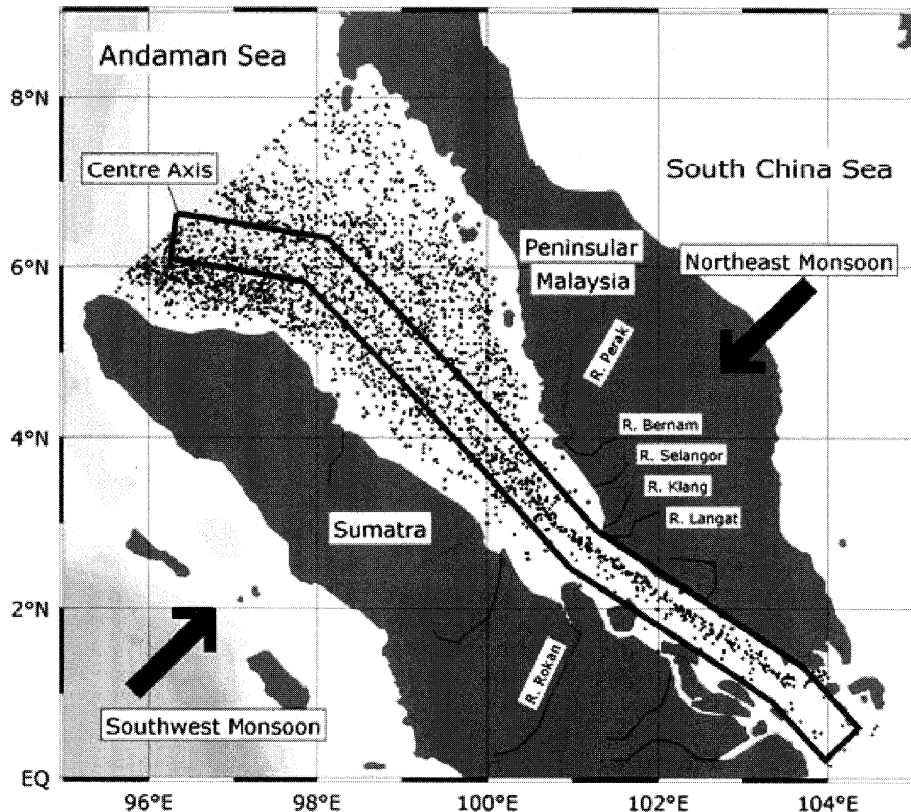 Andaman Sea
8°N
Centre Axis
South China Sea
6°N
Peninsular
Malaysia
Northeast Monsoon
R. Perak
4°N
R. Bernam
R. Selangor
R. Klang
R. Langat
Sumatra
2°N
R. Rokan
Southwest Monsoon
EQ
96°E
98°E
100°E
102°E
104°E